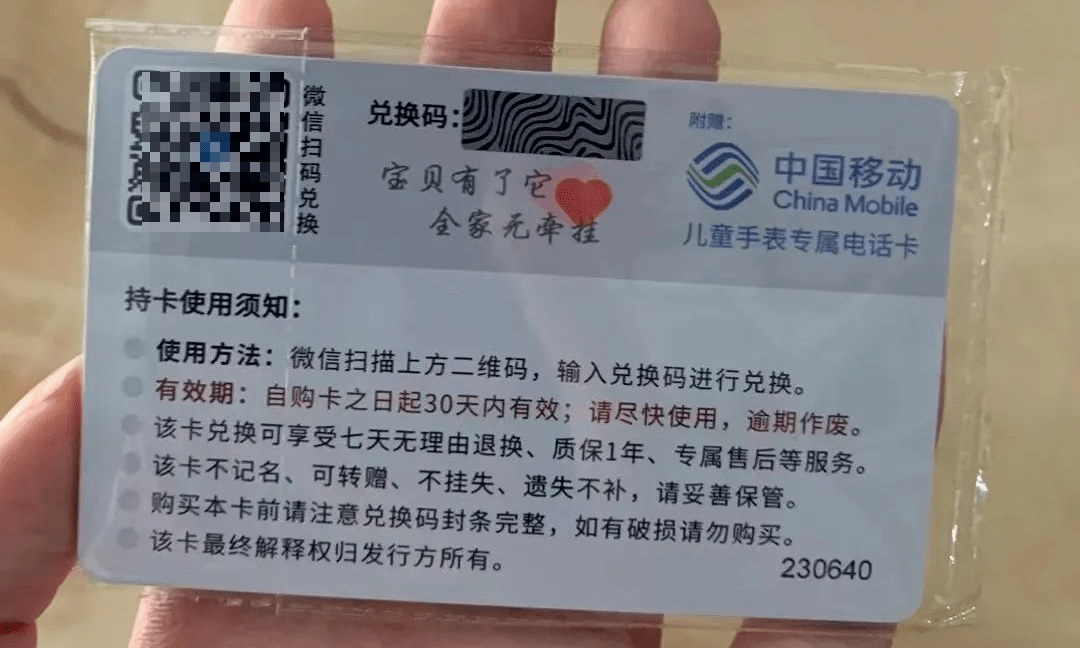 微信扫码兑换
兑换码：
宝贝有了它
全家无牵挂
附赠：
中国移动
China Mobile
儿童手表专属电话卡
持卡使用须知：
使用方法：微信扫描上方二维码，输入兑换码进行兑换。
有效期：自购卡之日起30天内有效；请尽快使用，逾期作废。
该卡兑换可享受七天无理由退换、质保1年、专属售后等服务。
该卡不记名、可转赠、不挂失、遗失不补，请妥善保管。
购买本卡前请注意兑换码封条完整，如有破损请勿购买。
该卡最终解释权归发行方所有。
230640